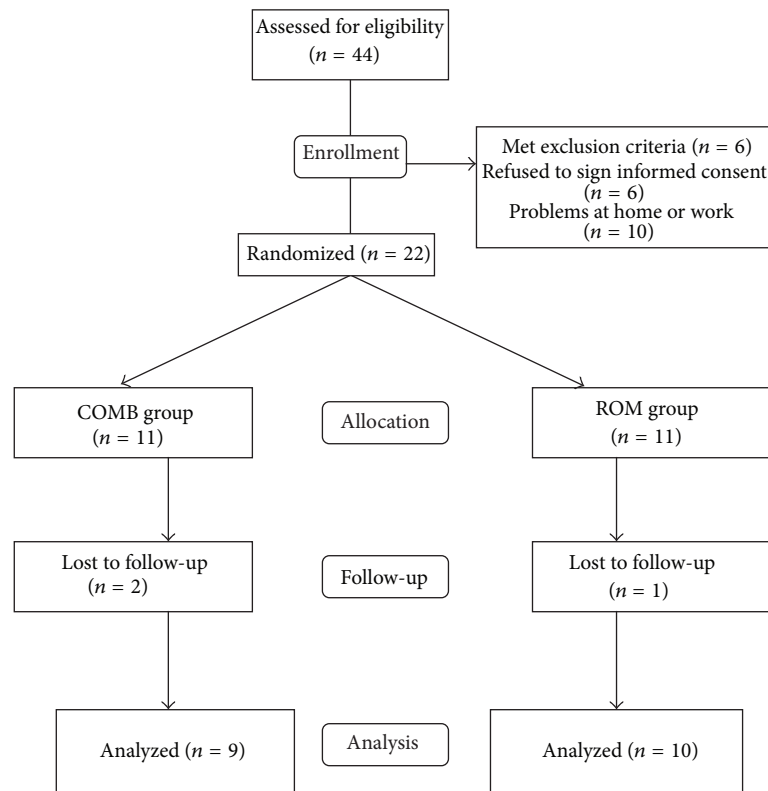 Assessed for eligibility
(n = 44)
Enrollment
Met exclusion criteria (n = 6)
Refused to sign informed consent
(n = 6)
Problems at home or work
(n = 10)
Randomized (n = 22)
COMB group
(n = 11)
Allocation
ROM group
(n = 11)
Lost to follow-up
(n = 2)
Follow-up
Lost to follow-up
(n = 1)
Analyzed (n = 9)
Analysis
Analyzed (n = 10)